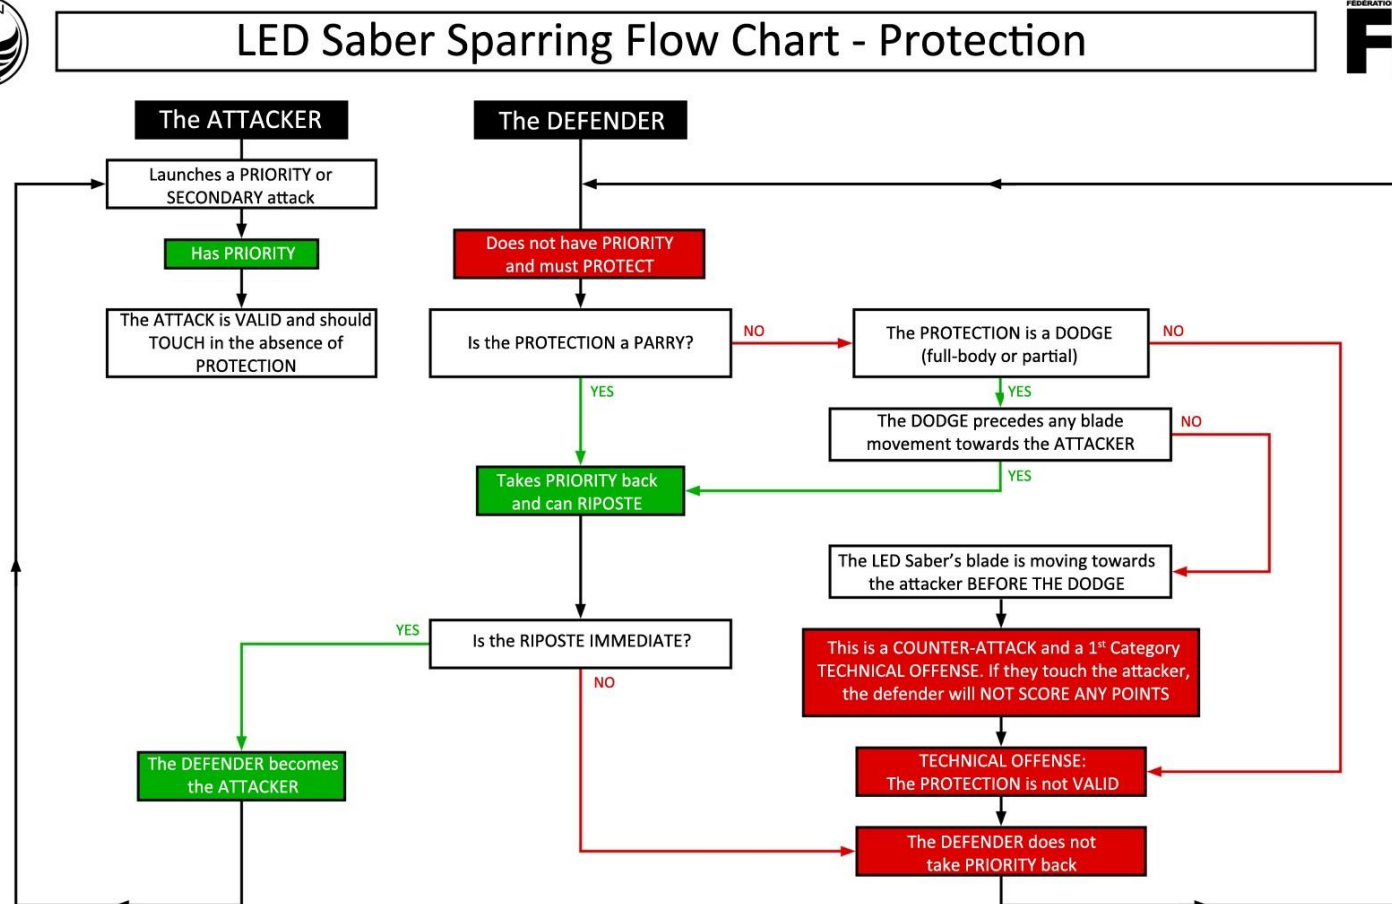 FÉDÉRATION
LED Saber Sparring Flow Chart - Protection
The ATTACKER
The DEFENDER
Launches a PRIORITY or
SECONDARY attack
Has PRIORITY
The ATTACK is VALID and should
TOUCH in the absence of
PROTECTION
Does not have PRIORITY
and must PROTECT
Is the PROTECTION a PARRY?
NO
The PROTECTION is a DODGE
(full-body or partial)
NO
YES
YES
The DODGE precedes any blade
movement towards the ATTACKER
NO
YES
Takes PRIORITY back
and can RIPOSTE
The LED Saber’s blade is moving towards
the attacker BEFORE THE DODGE
Is the RIPOSTE IMMEDIATE?
YES
NO
This is a COUNTER-ATTACK and a 1st Category
TECHNICAL OFFENSE. If they touch the attacker,
the defender will NOT SCORE ANY POINTS
The DEFENDER becomes
the ATTACKER
TECHNICAL OFFENSE:
The PROTECTION is not VALID
The DEFENDER does not
take PRIORITY back